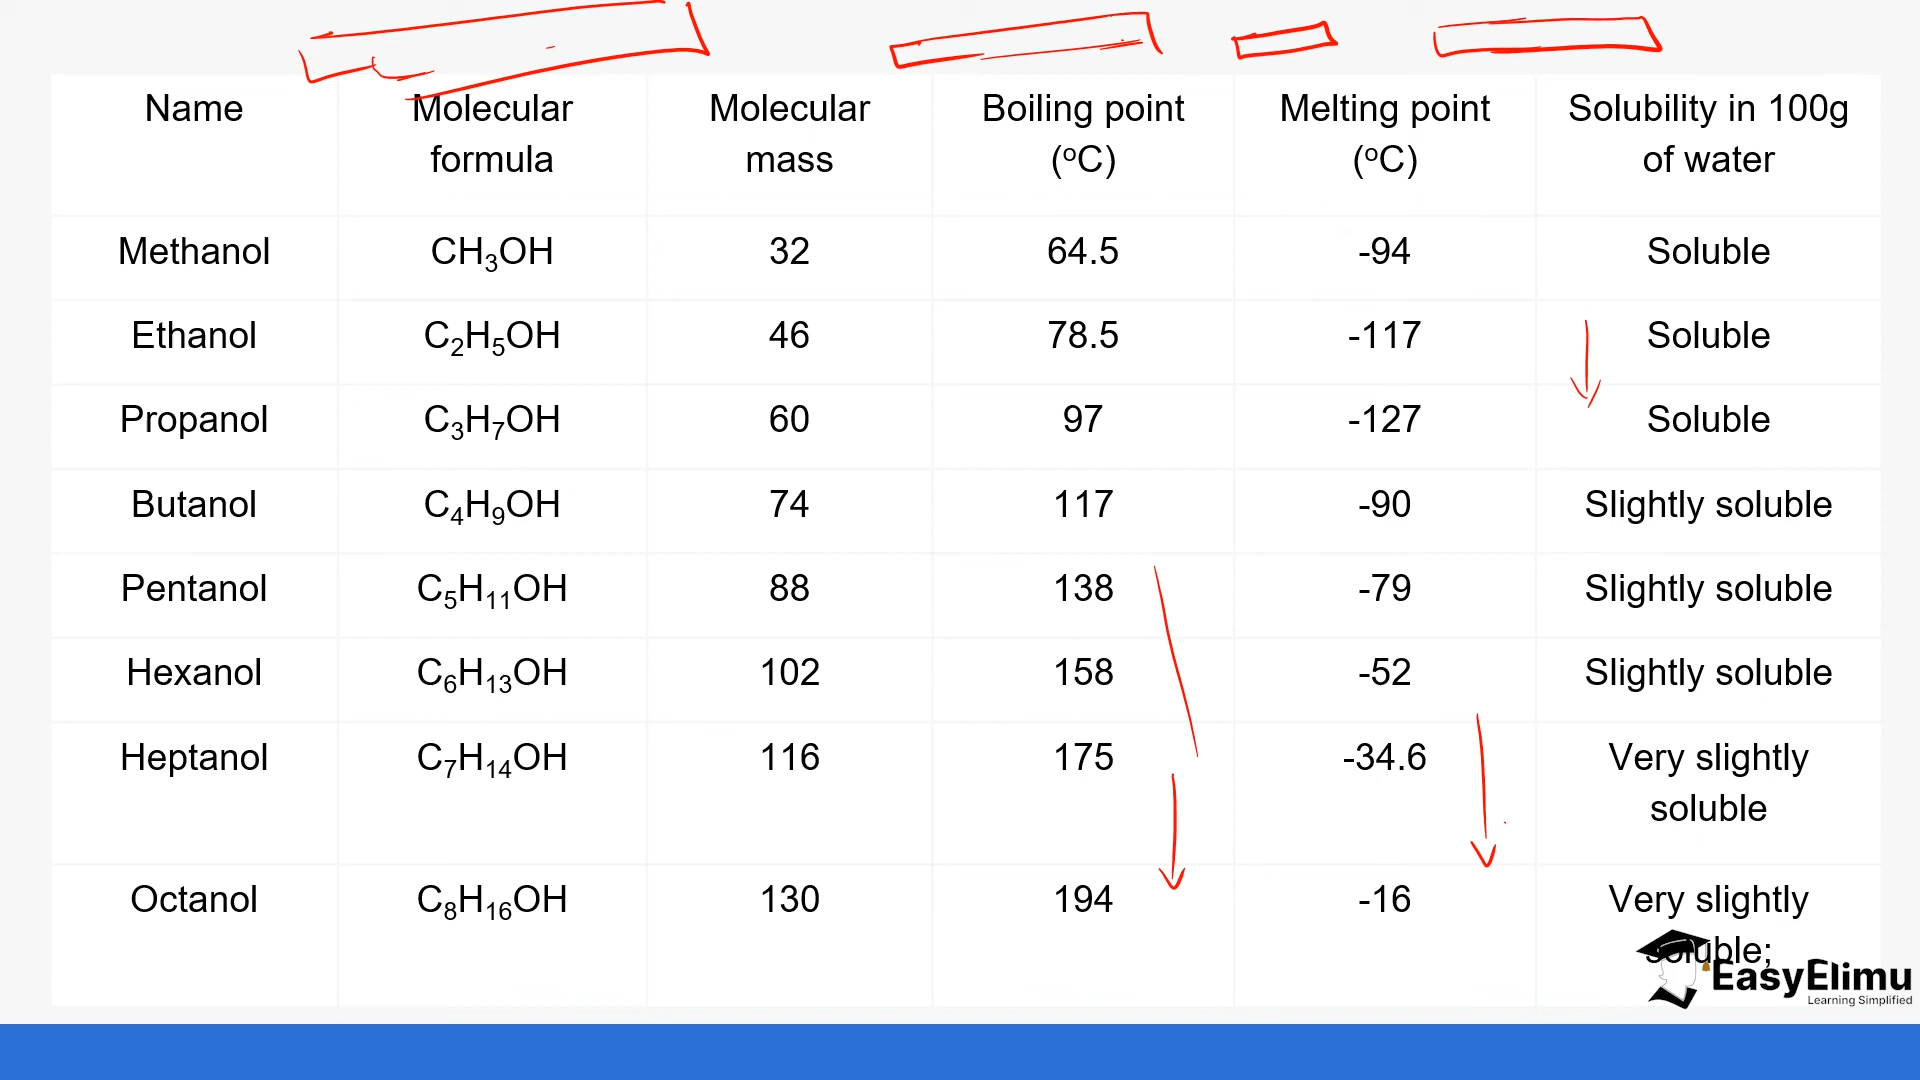 Name Molecular formula Molecular mass Boiling point (ºC) Melting point (ºC) Solubility in 100g of water
Methanol CH₃OH 32 64.5 -94 Soluble
Ethanol C₂H₅OH 46 78.5 -117 Soluble
Propanol C₃H₇OH 60 97 -127 Soluble
Butanol C₄H₉OH 74 117 -90 Slightly soluble
Pentanol C₅H₁₁OH 88 138 -79 Slightly soluble
Hexanol C₆H₁₃OH 102 158 -52 Slightly soluble
Heptanol C₇H₁₄OH 116 175 -34.6 Very slightly soluble
Octanol C₈H₁₆OH 130 194 -16 Very slightly soluble;
EasyElimu
Learning Simplified